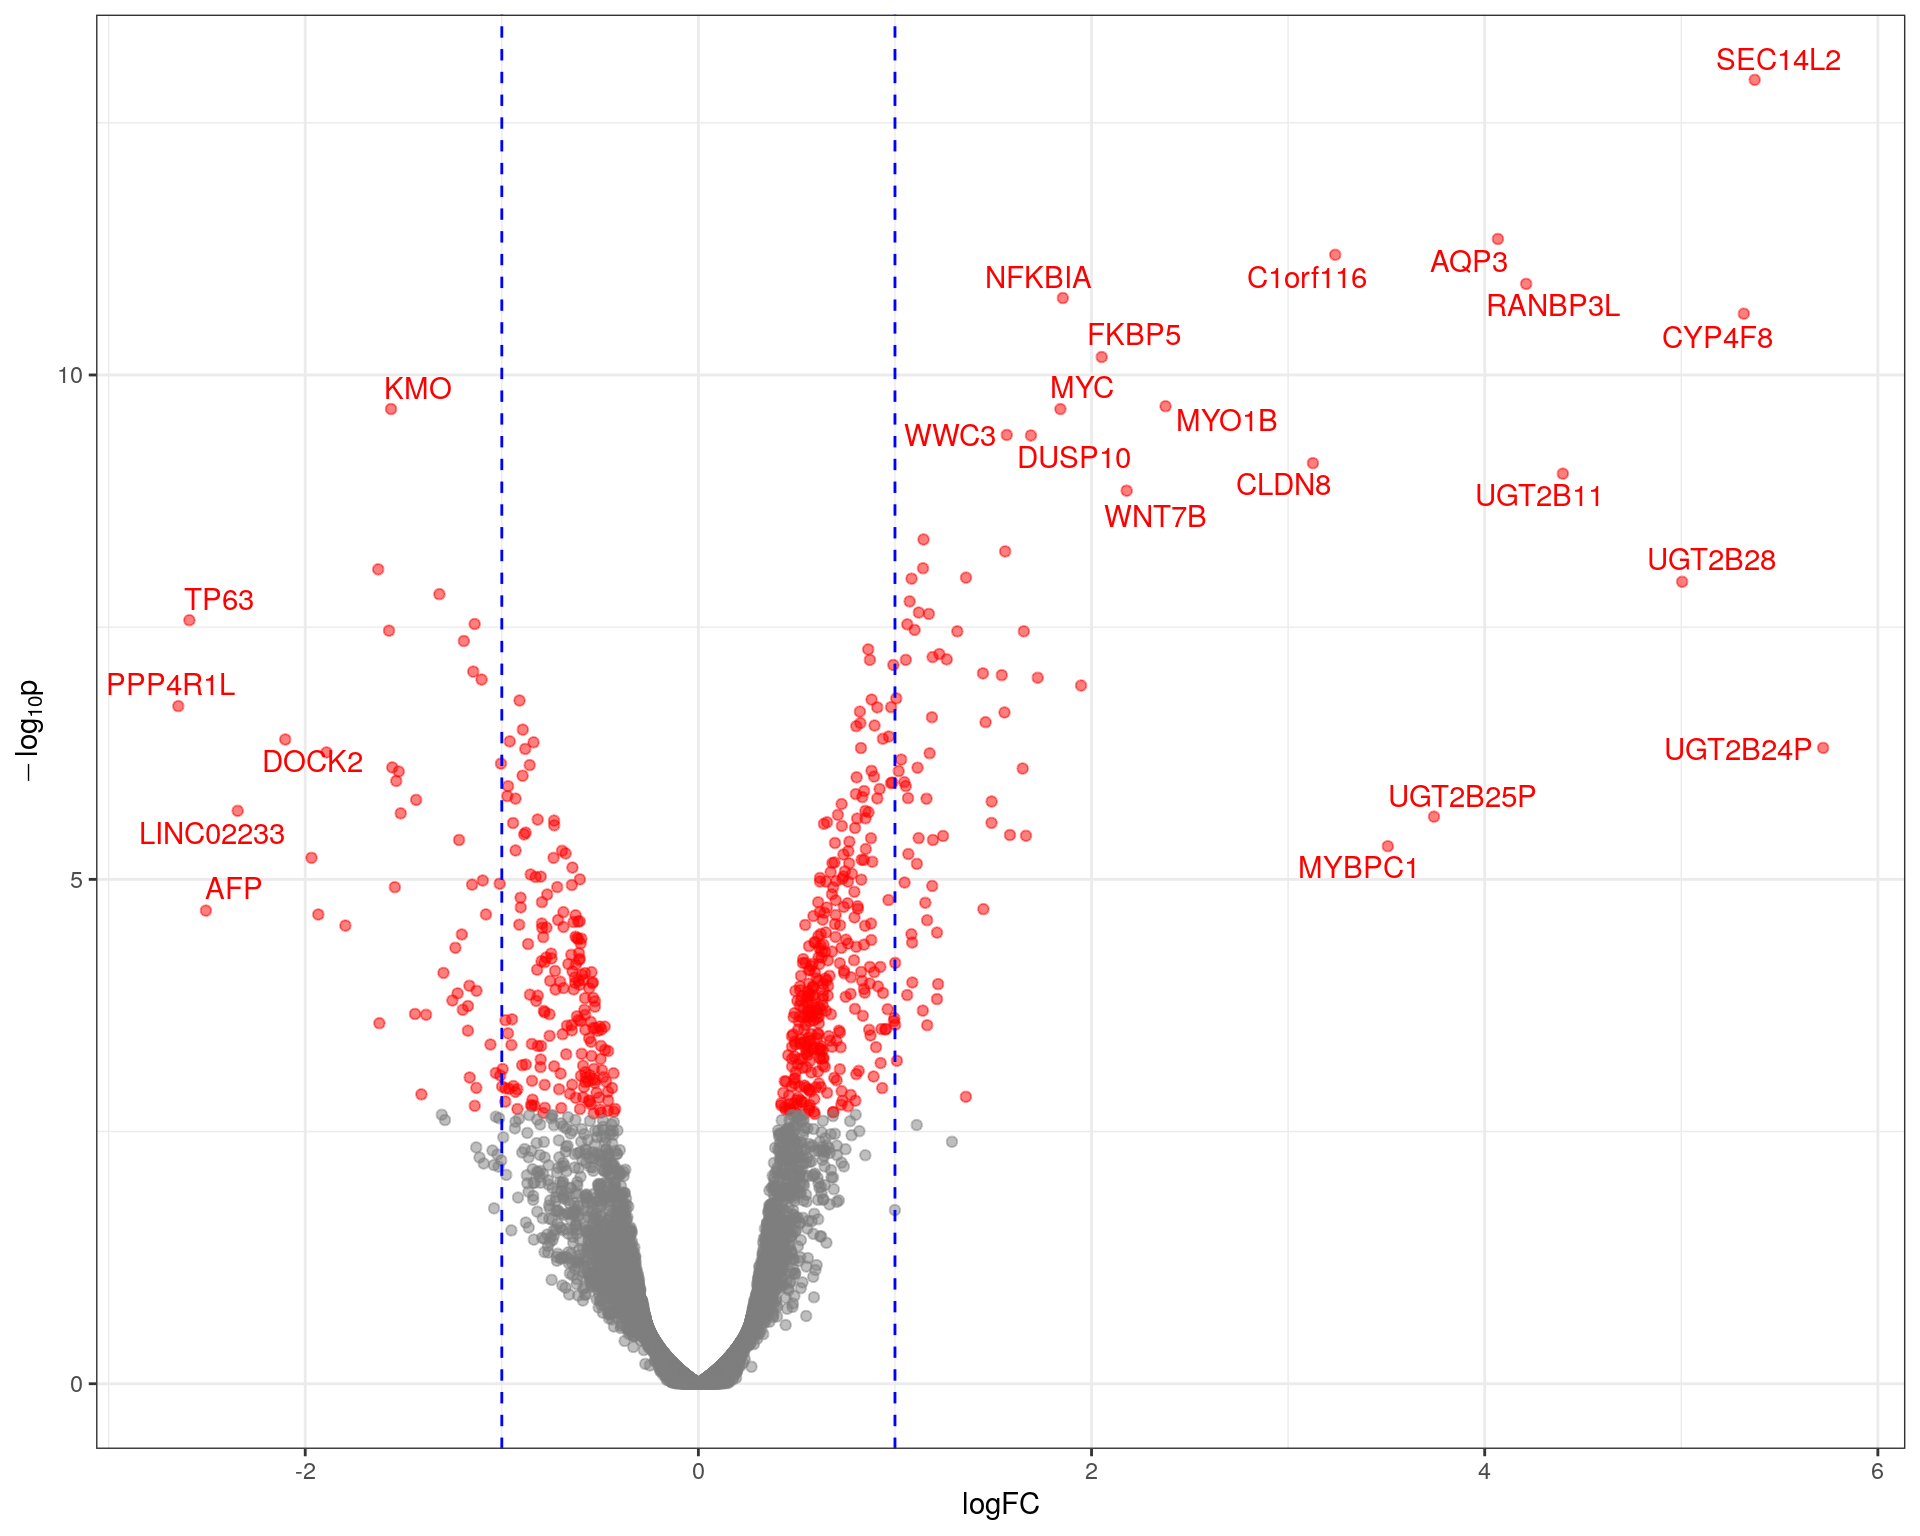 SEC14L2
AQP3
C1orf116
NFKBIA
RANBP3L
CYP4F8
FKBP5
10
KMO
MYC
MYO1B
WWC3
DUSP10
CLDN8
UGT2B11
WNT7B
UGT2B28
TP63
PPP4R1L
− log10p
DOCK2
UGT2B24P
UGT2B25P
LINC02233
MYBPC1
5
AFP
0
-2 0 2 4 6
logFC